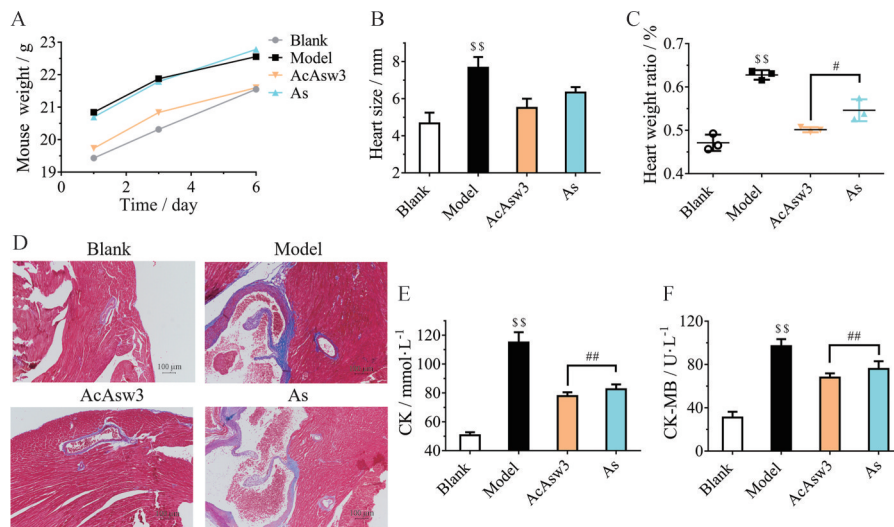 A
Mouse weight / g
23
22
21
20
19
0
2
4
6
Time / day
Blank
Model
AcAsw3
As
B
Heart size / mm
10
8
6
4
2
$$
Blank
Model
AcAsw3
As
C
Heart weight ratio / %
0.7
0.6
0.5
0.4
$$
#
Blank
Model
AcAsw3
As
D
Blank
Model
100 μm
AcAsw3
As
E
CK / mmol·L⁻¹
140
120
100
80
60
40
$$
##
Blank
Model
AcAsw3
As
F
CK-MB / U·L⁻¹
120
80
40
0
$$
##
Blank
Model
AcAsw3
As